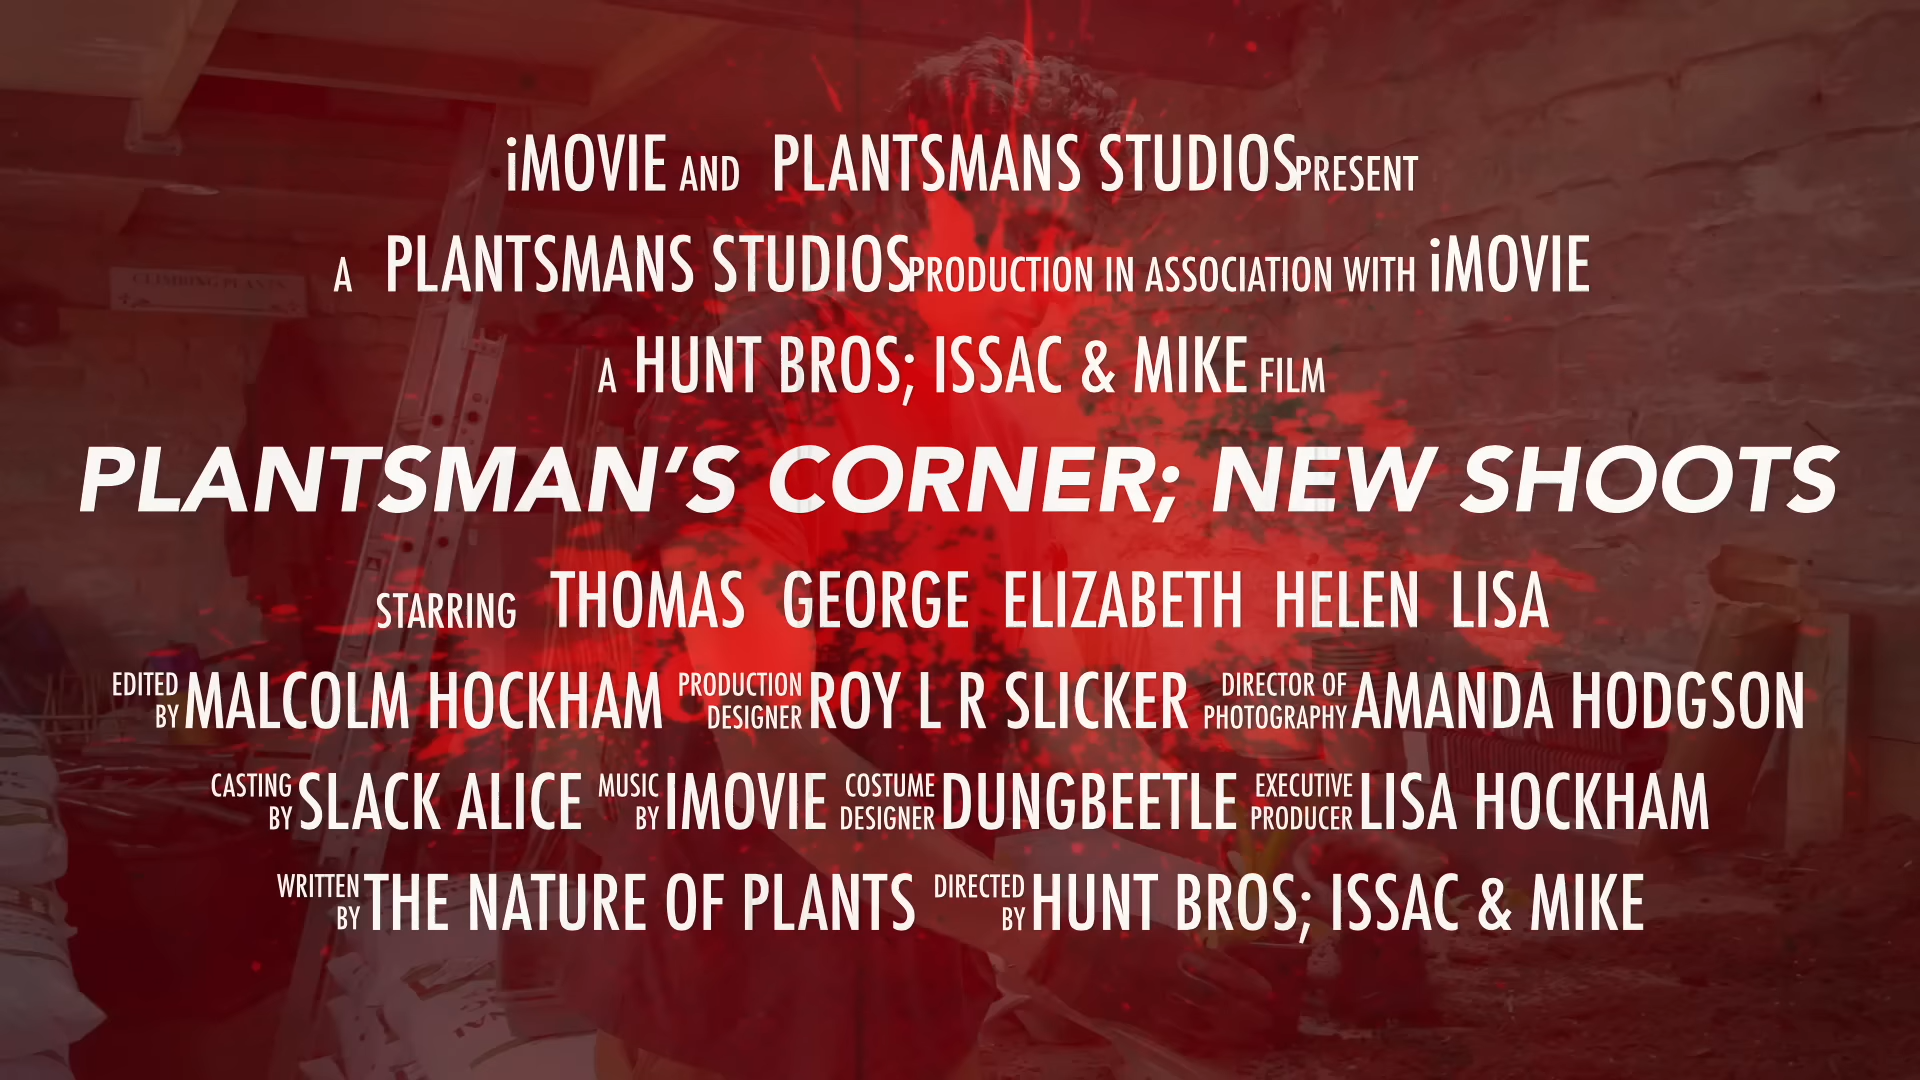 iMOVIE AND PLANTSMANS STUDIOS PRESENT
A PLANTSMANS STUDIOS PRODUCTION IN ASSOCIATION WITH iMOVIE
A HUNT BROS; ISSAC & MIKE FILM
PLANTSMAN'S CORNER; NEW SHOOTS
STARRING THOMAS GEORGE ELIZABETH HELEN LISA
EDITED BY MALCOLM HOCKHAM PRODUCTION DESIGNER ROY L R SLICKER DIRECTOR OF PHOTOGRAPHY AMANDA HODGSON
CASTING BY SLACK ALICE MUSIC BY IMOVIE COSTUME DESIGNER DUNGBEETLE EXECUTIVE PRODUCER LISA HOCKHAM
WRITTEN BY THE NATURE OF PLANTS DIRECTED BY HUNT BROS; ISSAC & MIKE
CLIMBING PLANTS